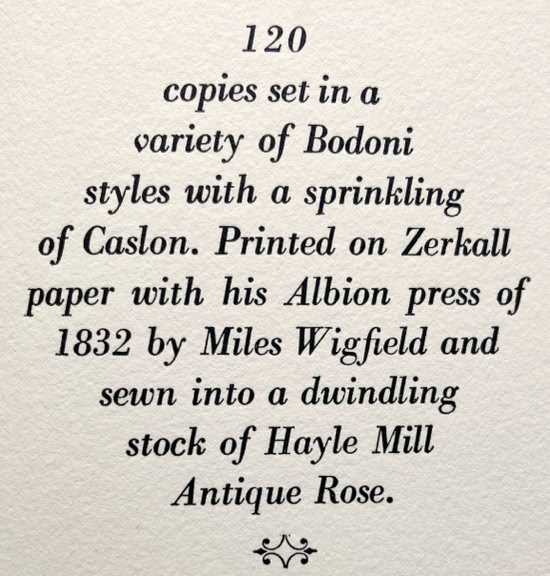 120
copies set in a
variety of Bodoni
styles with a sprinkling
of Caslon. Printed on Zerkall
paper with his Albion press of
1832 by Miles Wigfield and
sewn into a dwindling
stock of Hayle Mill
Antique Rose.